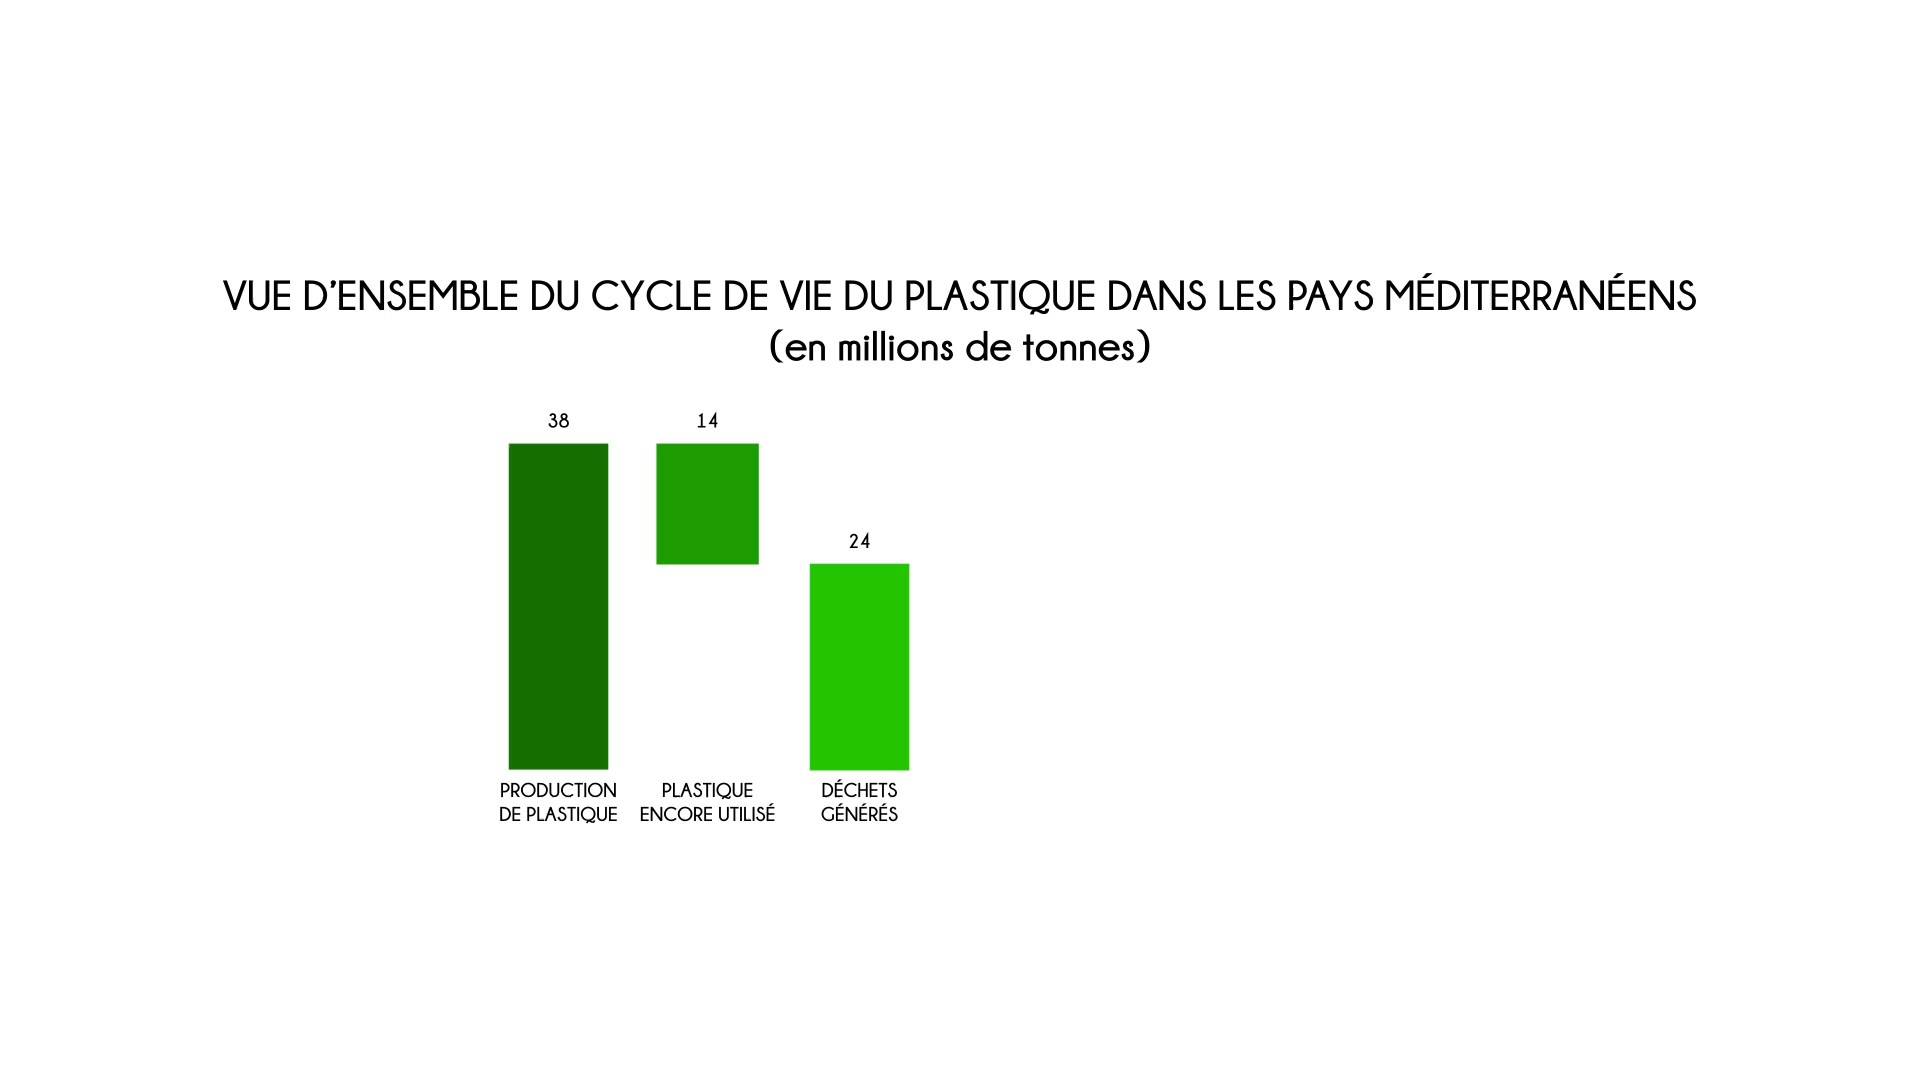 VUE D’ENSEMBLE DU CYCLE DE VIE DU PLASTIQUE DANS LES PAYS MÉDITERRANÉENS
(en millions de tonnes)
38
14
24
PRODUCTION
DE PLASTIQUE
PLASTIQUE
ENCORE UTILISÉ
DÉCHETS
GÉNÉRÉS